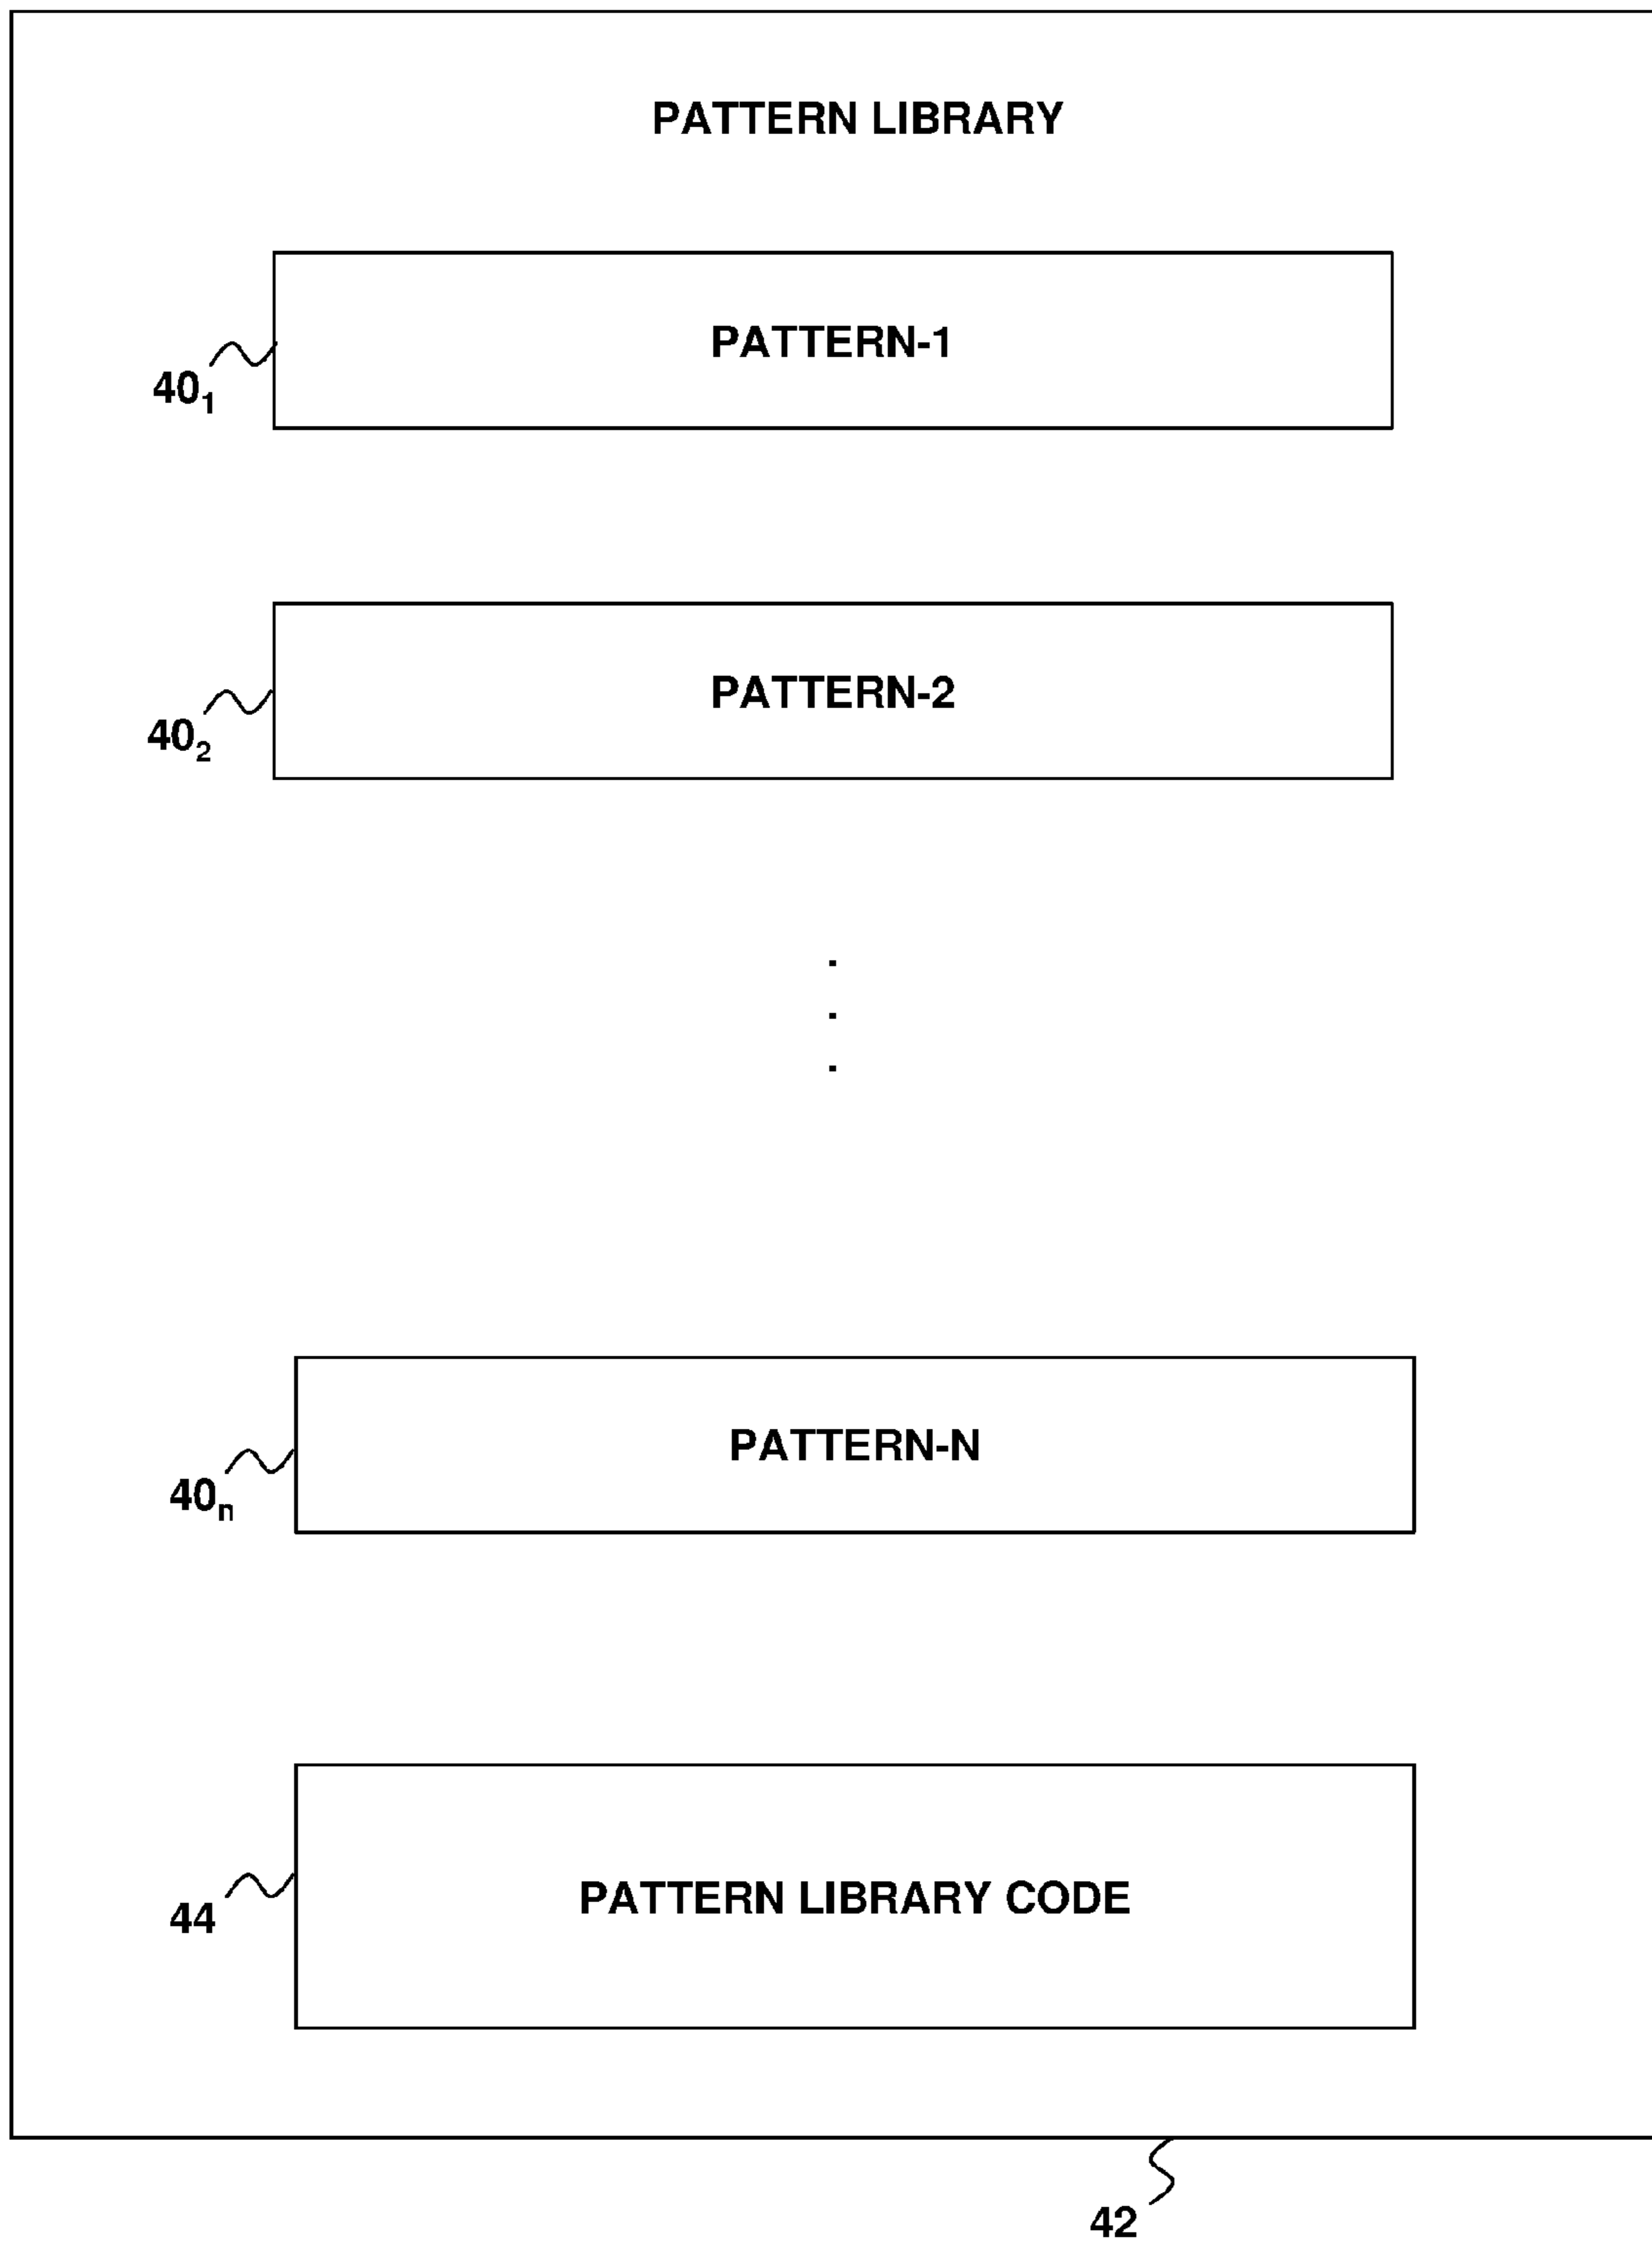 PATTERN LIBRARY
PATTERN-1
40₁
PATTERN-2
40₂
.
.
.
PATTERN-N
40ₙ
PATTERN LIBRARY CODE
44
42